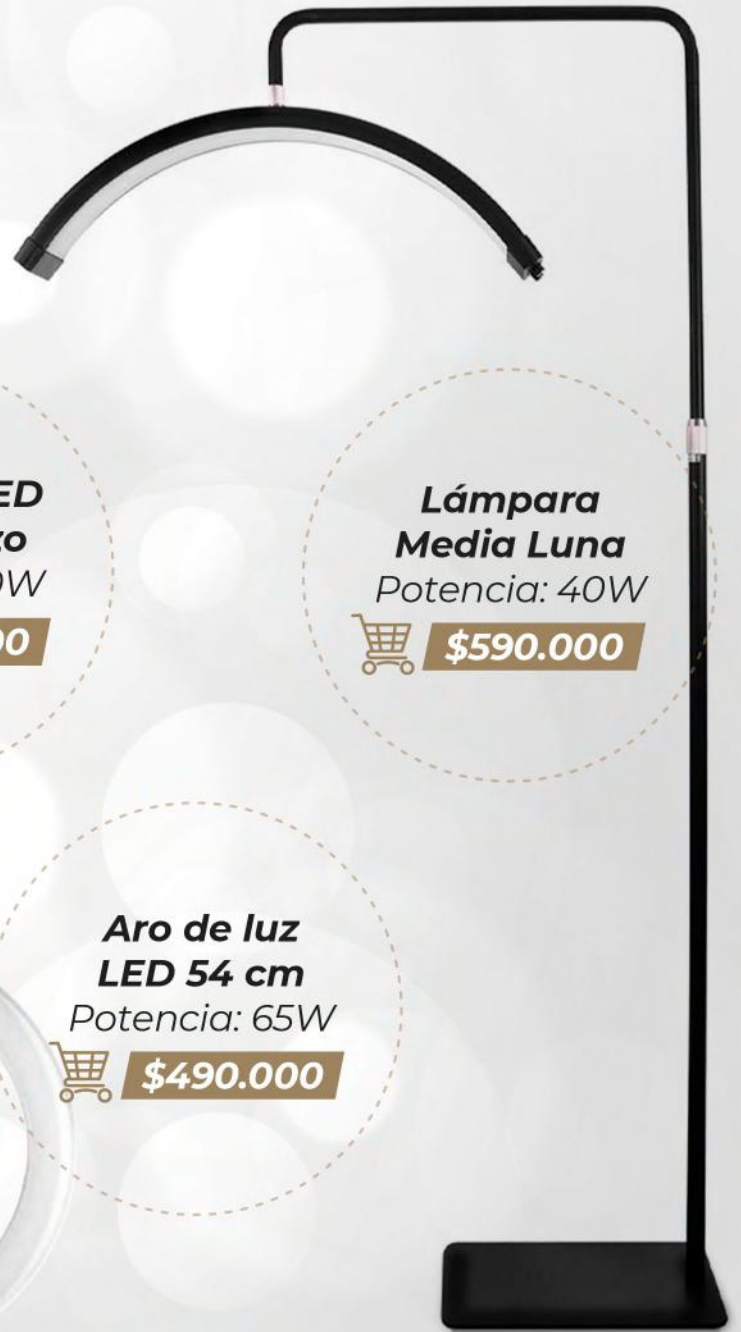 Lámpara
Media Luna
Potencia: 40W
$590.000
Aro de luz
LED 54 cm
Potencia: 65W
$490.000